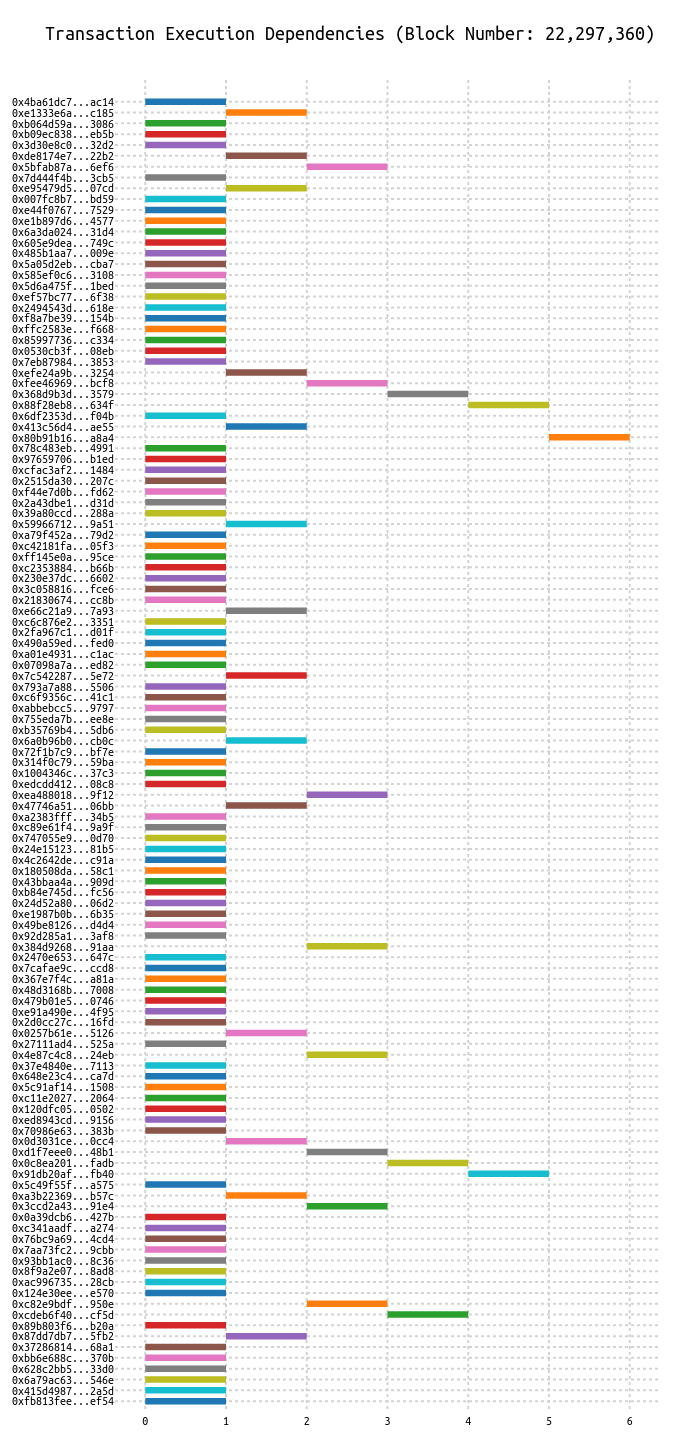 Transaction Execution Dependencies (Block Number: 22,297,360)
0x4ba61dc7...ac14
0xe1333e6a...c185
0xb064d59a...3086
0xb09ec838...eb5b
0x3d30e8c0...32d2
0xde8174e7...22b2
0x5bfab87a...6ef6
0x7d444f4b...3cb5
0xe95479d5...07cd
0x007fc8b7...bd59
0xe44f0767...7529
0xe1b897d6...4577
0x6a3da024...31d4
0x605e9dea...749c
0x485b1aa7...009e
0x5a05d2eb...cba7
0x585ef0c6...3108
0x5d6a475f...1bed
0xef57bc77...6f38
0x2494543d...618e
0xf8a7be39...154b
0xffc2583e...f668
0x85997736...c334
0x0530cb3f...08eb
0x7eb87984...3853
0xefe24a9b...3254
0xfee46969...bcf8
0x368d9b3d...3579
0x88f28eb8...634f
0x6df2353d...f04b
0x413c56d4...ae55
0x80b91b16...a8a4
0x78c483eb...4991
0x97659706...b1ed
0xcfac3af2...1484
0x2515da30...207c
0xf44e7d0b...fd62
0x2a43dbe1...d31d
0x39a80ccd...288a
0x59966712...9a51
0xa79f452a...79d2
0xc42181fa...05f3
0xff145e0a...95ce
0xc2353884...b66b
0x230e37dc...6602
0x3c058816...fce6
0x21830674...cc8b
0xe66c21a9...7a93
0xc6c876e2...3351
0x2fa967c1...d01f
0x490a59ed...fed0
0xa01e4931...c1ac
0x07098a7a...ed82
0x7c542287...5e72
0x793a7a88...5506
0xc6f9356c...41c1
0xabbebcc5...9797
0x755eda7b...ee8e
0xb35769b4...5db6
0x6a0b96b0...cb0c
0x72f1b7c9...bf7e
0x314f0c79...59ba
0x1004346c...37c3
0xedcdd412...08c8
0xea488018...9f12
0x47746a51...06bb
0xa2383fff...34b5
0xc89e61f4...9a9f
0x747055e9...0d70
0x24e15123...81b5
0x4c2642de...c91a
0x180508da...58c1
0x43bbaa4a...909d
0xb84e745d...fc56
0x24d52a80...06d2
0xe1987b0b...6b35
0x49be8126...d4d4
0x92d285a1...3af8
0x384d9268...91aa
0x2470e653...647c
0x7cafae9c...ccd8
0x367e7f4c...a81a
0x48d3168b...7008
0x479b01e5...0746
0xe91a490e...4f95
0x2d0cc27c...16fd
0x0257b61e...5126
0x27111ad4...525a
0x4e87c4c8...24eb
0x37e4840e...7113
0x648e23c4...ca7d
0x5c91af14...1508
0xc11e2027...2064
0x120dfc05...0502
0xed8943cd...9156
0x70986e63...383b
0x0d3031ce...0cc4
0xd1f7eee0...48b1
0x0c8ea201...fadb
0x91db20af...fb40
0x5c49f55f...a575
0xa3b22369...b57c
0x3ccd2a43...91e4
0x0a39dcb6...427b
0xc341aadf...a274
0x76bc9a69...4cd4
0x7aa73fc2...9cbb
0x93bb1ac0...8c36
0x8f9a2e07...8ad8
0xac996735...28cb
0x124e30ee...e570
0xc82e9bdf...950e
0xcdeb6f40...cf5d
0x89b803f6...b20a
0x87dd7db7...5fb2
0x37286814...68a1
0xbb6e688c...370b
0x628c2bb5...33d0
0x6a79ac63...546e
0x415d4987...2a5d
0xfb813fee...ef54
0 1 2 3 4 5 6